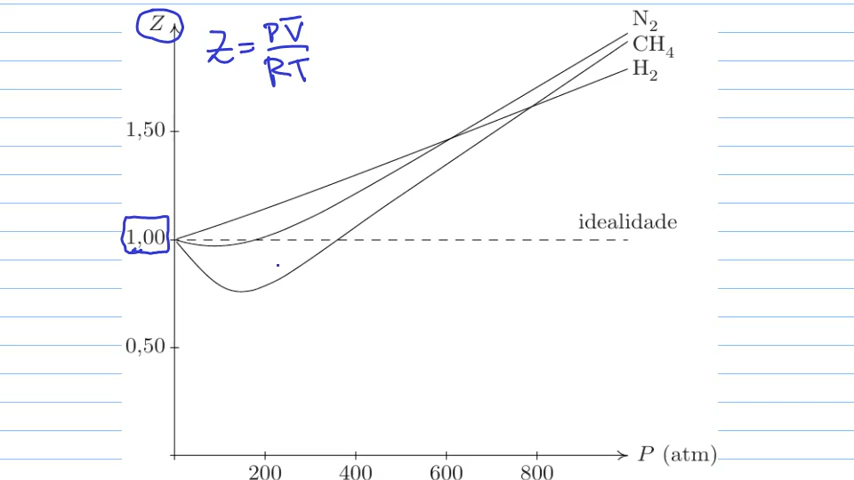 Z
Z = PV̅ / RT
N₂
CH₄
H₂
1,50
idealidade
1,00
0,50
P (atm)
200 400 600 800